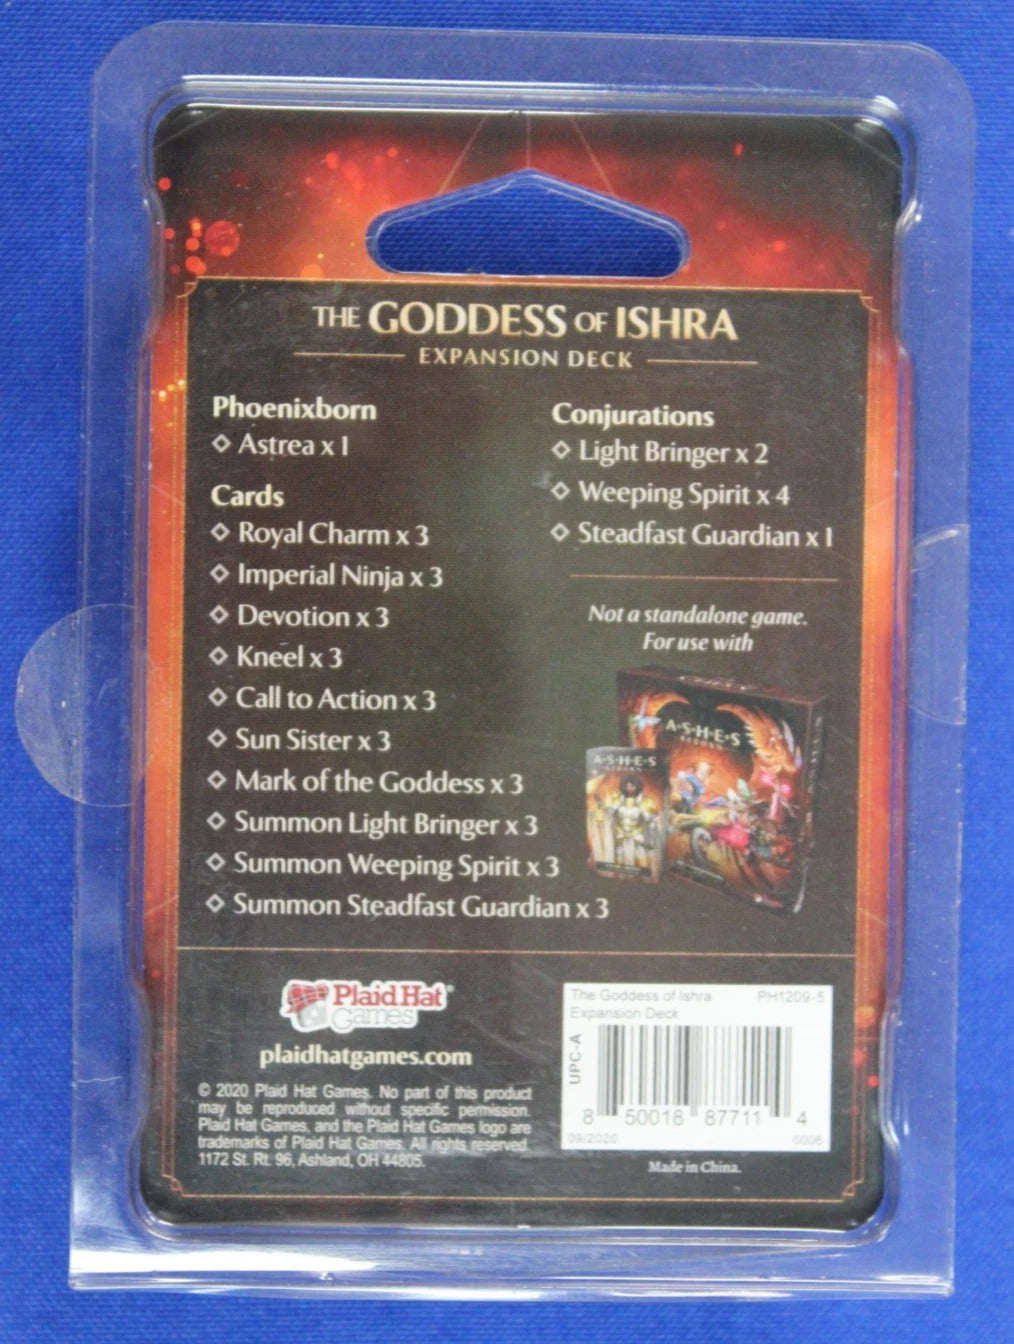 THE GODDESS OF ISHRA
EXPANSION DECK
Phoenixborn
Astrea x 1
Cards
Royal Charm x 3
Imperial Ninja x 3
Devotion x 3
Kneel x 3
Call to Action x 3
Sun Sister x 3
Mark of the Goddess x 3
Summon Light Bringer x 3
Summon Weeping Spirit x 3
Summon Steadfast Guardian x 3
Conjurations
Light Bringer x 2
Weeping Spirit x 4
Steadfast Guardian x 1
Not a standalone game.
For use with
A·S·H·E·S
REBORN
A·S·H·E·S
REBORN
Plaid Hat
Games
plaidhatgames.com
© 2020 Plaid Hat Games. No part of this product
may be reproduced without specific permission.
Plaid Hat Games, and the Plaid Hat Games logo are
trademarks of Plaid Hat Games. All rights reserved.
1172 St. Rt. 96, Ashland, OH 44805.
The Goddess of Ishra PH1209-5
Expansion Deck
UPC-A
8 50018 87711 4
09/2020 0006
Made in China.